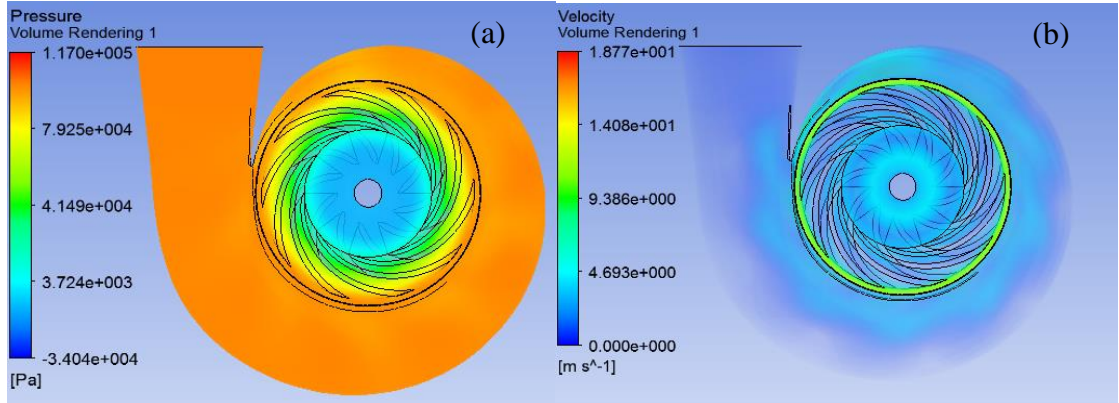 Pressure
Volume Rendering 1
(a)
1.170e+005
7.925e+004
4.149e+004
3.724e+003
-3.404e+004
[Pa]
Velocity
Volume Rendering 1
(b)
1.877e+001
1.408e+001
9.386e+000
4.693e+000
0.000e+000
[m s^-1]